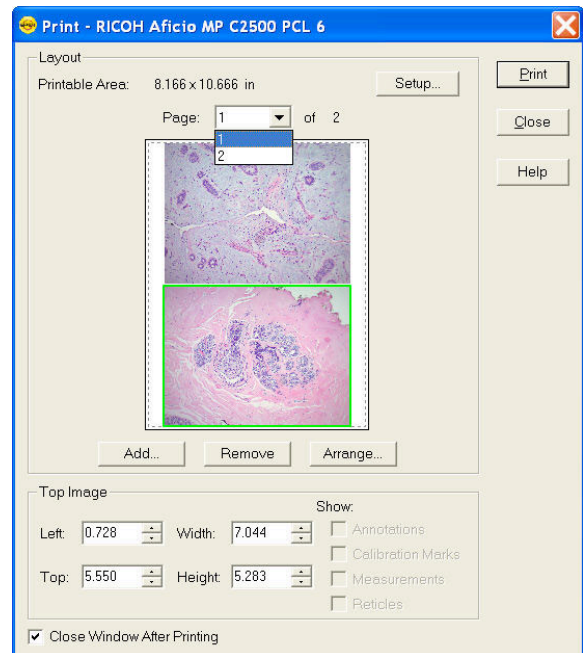 Print - RICOH Aficio MP C2500 PCL 6
Layout
Printable Area: 8.166 x 10.666 in Setup...
Print
Page: 1 of 2
Close
1
2
Help
Add... Remove Arrange...
Top Image
Show:
Left: 0.728 Width: 7.044 Annotations
Calibration Marks
Top: 5.550 Height: 5.283 Measurements
Reticles
Close Window After Printing